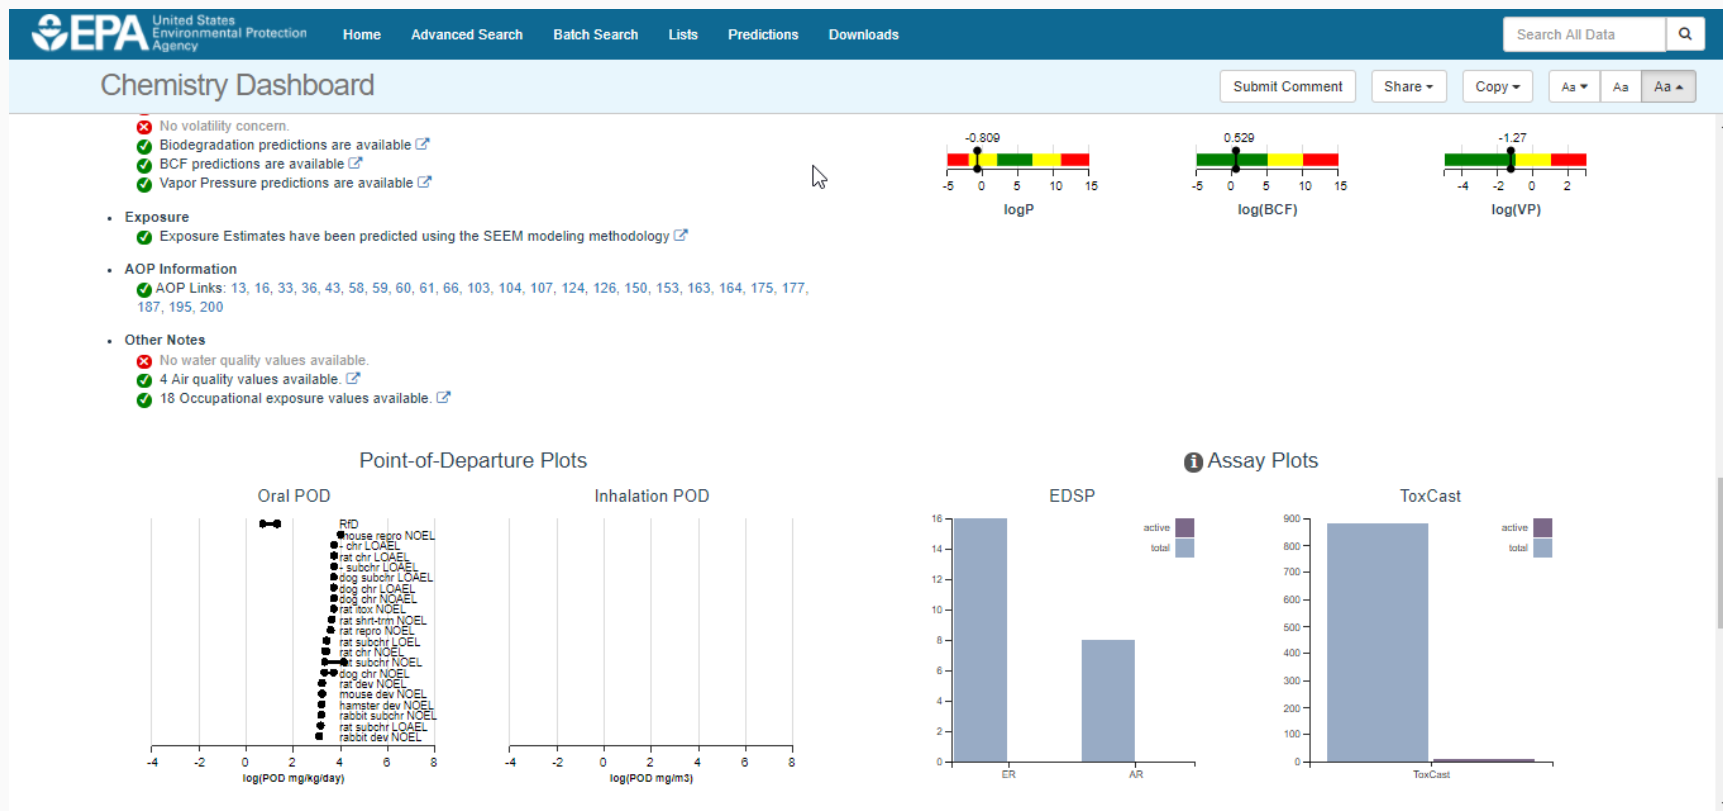 United States
Environmental Protection
Agency
EPA
Home Advanced Search Batch Search Lists Predictions Downloads
Search All Data
Chemistry Dashboard
Submit Comment Share Copy Aa Aa Aa
No volatility concern.
Biodegradation predictions are available
BCF predictions are available
Vapor Pressure predictions are available
Exposure
Exposure Estimates have been predicted using the SEEM modeling methodology
AOP Information
AOP Links: 13, 16, 33, 36, 43, 58, 59, 60, 61, 66, 103, 104, 107, 124, 126, 150, 153, 163, 164, 175, 177,
187, 195, 200
Other Notes
No water quality values available.
4 Air quality values available.
18 Occupational exposure values available.
-0.809
-5 0 5 10 15
logP
0.529
-5 0 5 10 15
log(BCF)
-1.27
-4 -2 0 2
log(VP)
Point-of-Departure Plots
Oral POD
RfD
mouse repro NOEL
- chr LOAEL
rat chr LOAEL
- subchr LOAEL
dog subchr LOAEL
dog chr LOAEL
dog chr NOAEL
rat itox NOEL
rat shrt-trm NOEL
rat repro NOEL
rat subchr LOEL
rat chr NOEL
rat subchr NOEL
dog chr NOEL
rat dev NOEL
mouse dev NOEL
hamster dev NOEL
rabbit subchr NOEL
rat subchr LOAEL
rabbit dev NOEL
-4 -2 0 2 4 6 8
log(POD mg/kg/day)
Inhalation POD
-4 -2 0 2 4 6 8
log(POD mg/m3)
Assay Plots
EDSP
active
total
16
14
12
10
8
6
4
2
0
ER AR
ToxCast
active
total
900
800
700
600
500
400
300
200
100
0
ToxCast